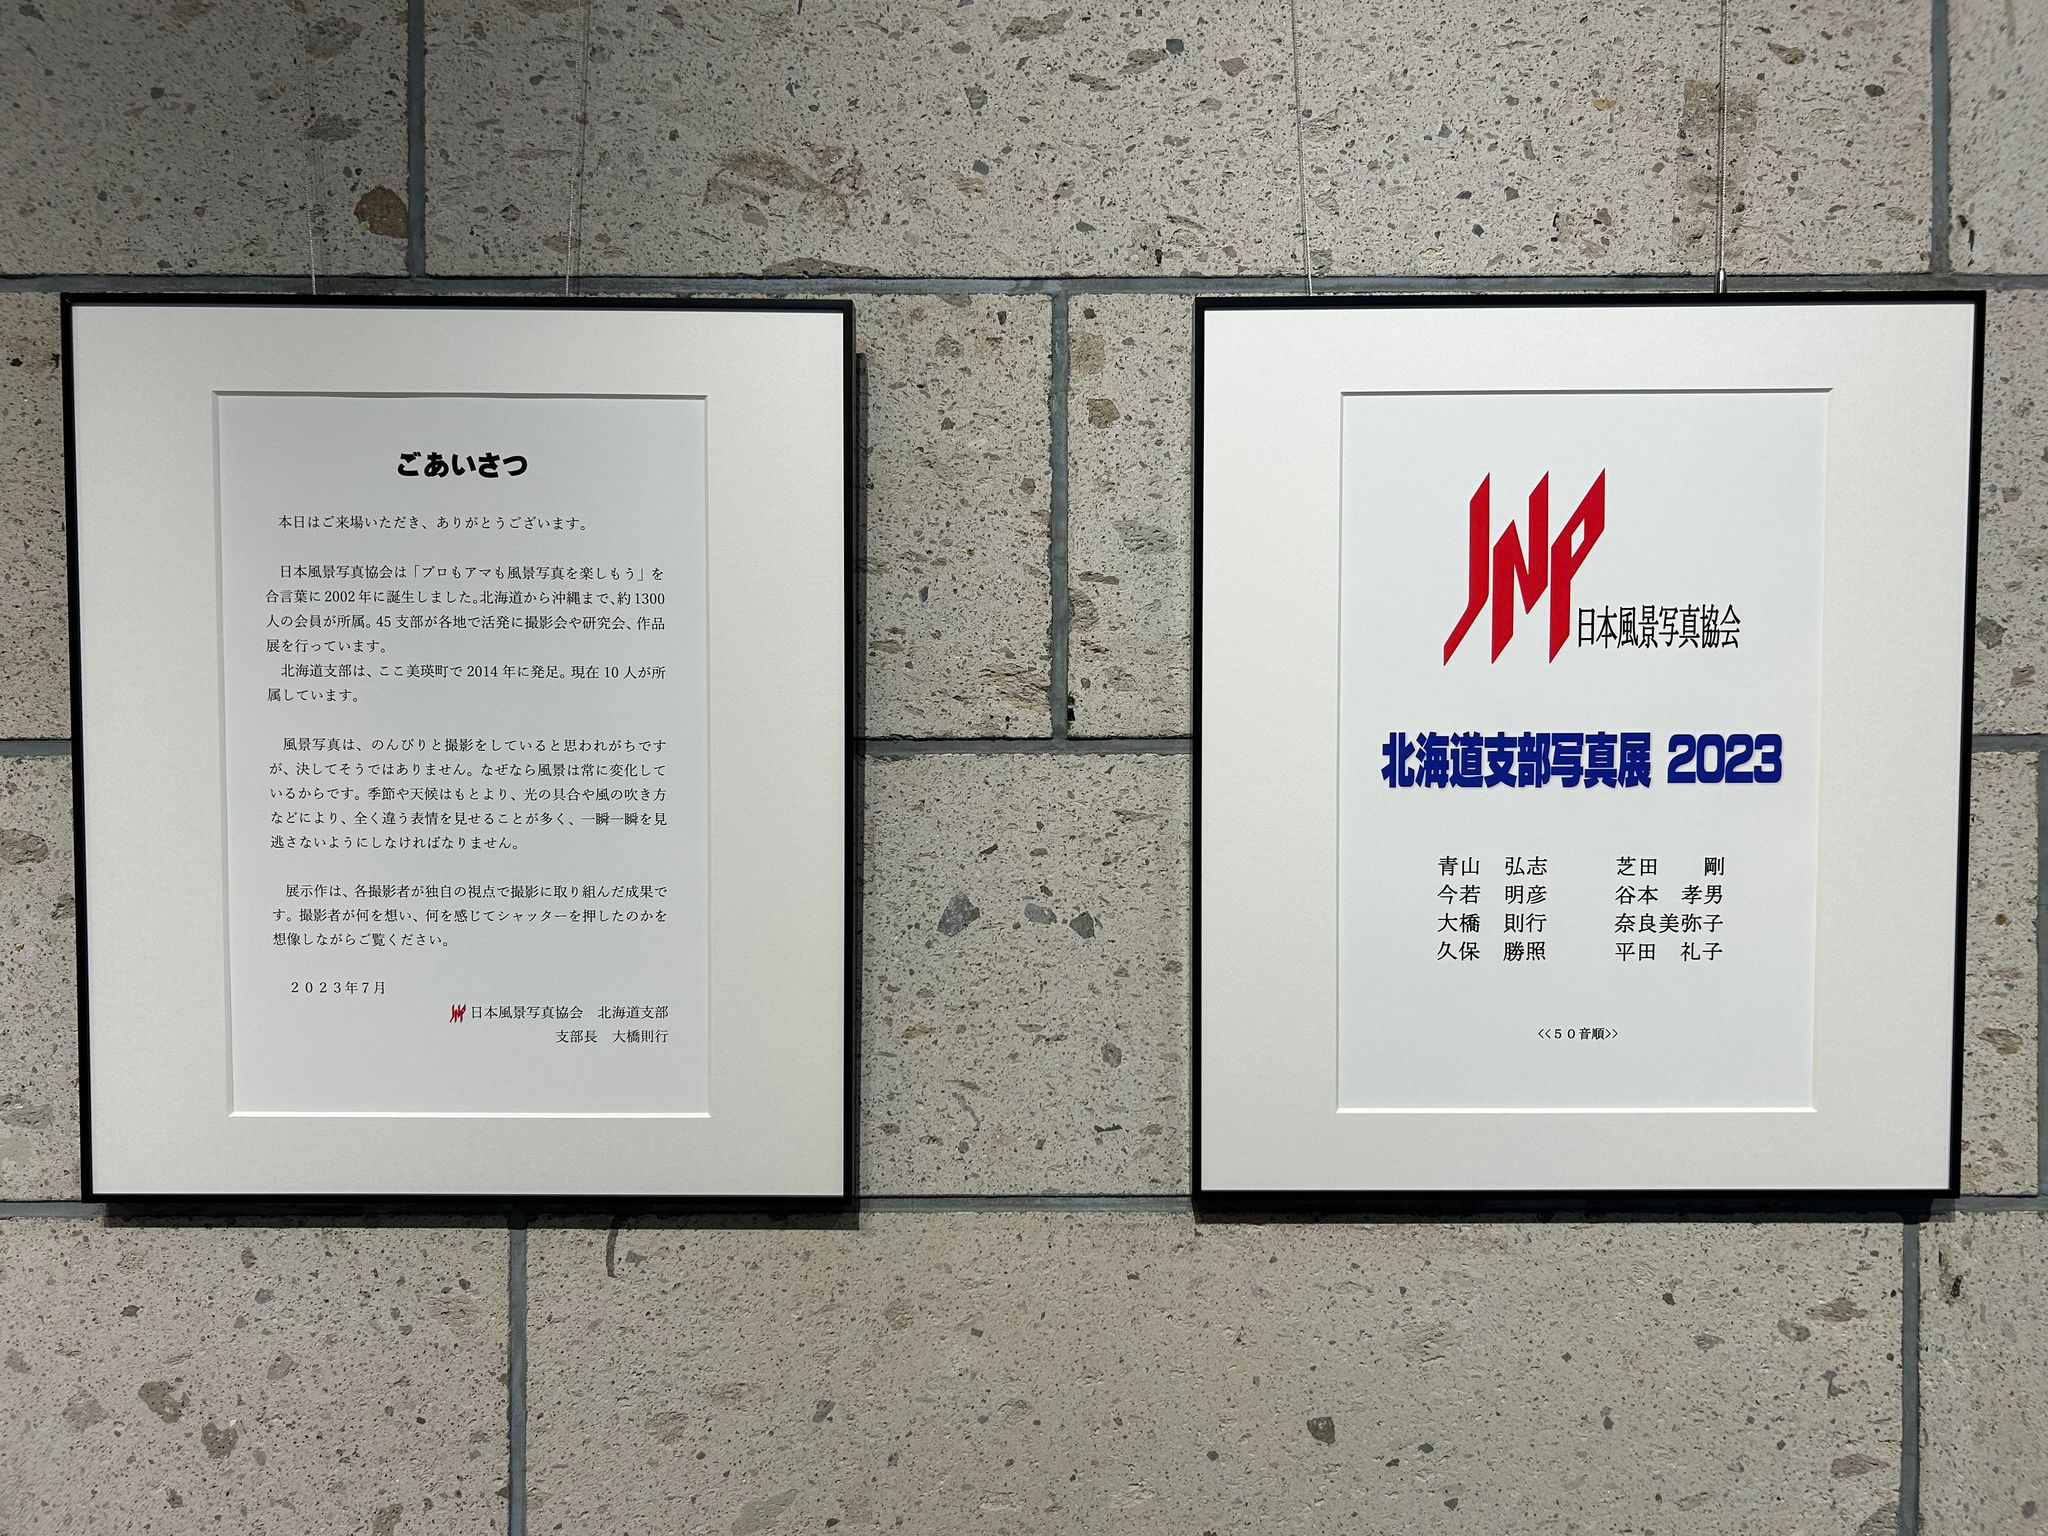 ごあいさつ
本日はご来場いただき、ありがとうございます。
日本風景写真協会は「プロもアマも風景写真を楽しもう」を
合言葉に2002年に誕生しました。北海道から沖縄まで、約1300
人の会員が所属。45支部が各地で活発に撮影会や研究会、作品
展を行っています。
北海道支部は、ここ美瑛町で2014年に発足。現在10人が所
属しています。
風景写真は、のんびりと撮影をしていると思われがちです
が、決してそうではありません。なぜなら風景は常に変化して
いるからです。季節や天候はもとより、光の具合や風の吹き方
などにより、全く違う表情を見せることが多く、一瞬一瞬を見
逃さないようにしなければなりません。
展示作は、各撮影者が独自の視点で撮影に取り組んだ成果で
す。撮影者が何を想い、何を感じてシャッターを押したのかを
想像しながらご覧ください。
２０２３年７月
JNP 日本風景写真協会　北海道支部
支部長　大橋則行
JNP 日本風景写真協会
北海道支部写真展 2023
青山　弘志　芝田　剛
今若　明彦　谷本　孝男
大橋　則行　奈良美弥子
久保　勝照　平田　礼子
<<５０音順>>